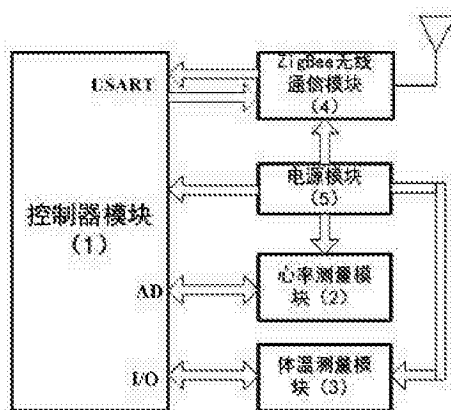 USART
ZigBee无线
通信模块
(4)
电源模块
(5)
控制器模块
(1)
AD
心率测量模
块 (2)
I/O
体温测量模
块 (3)